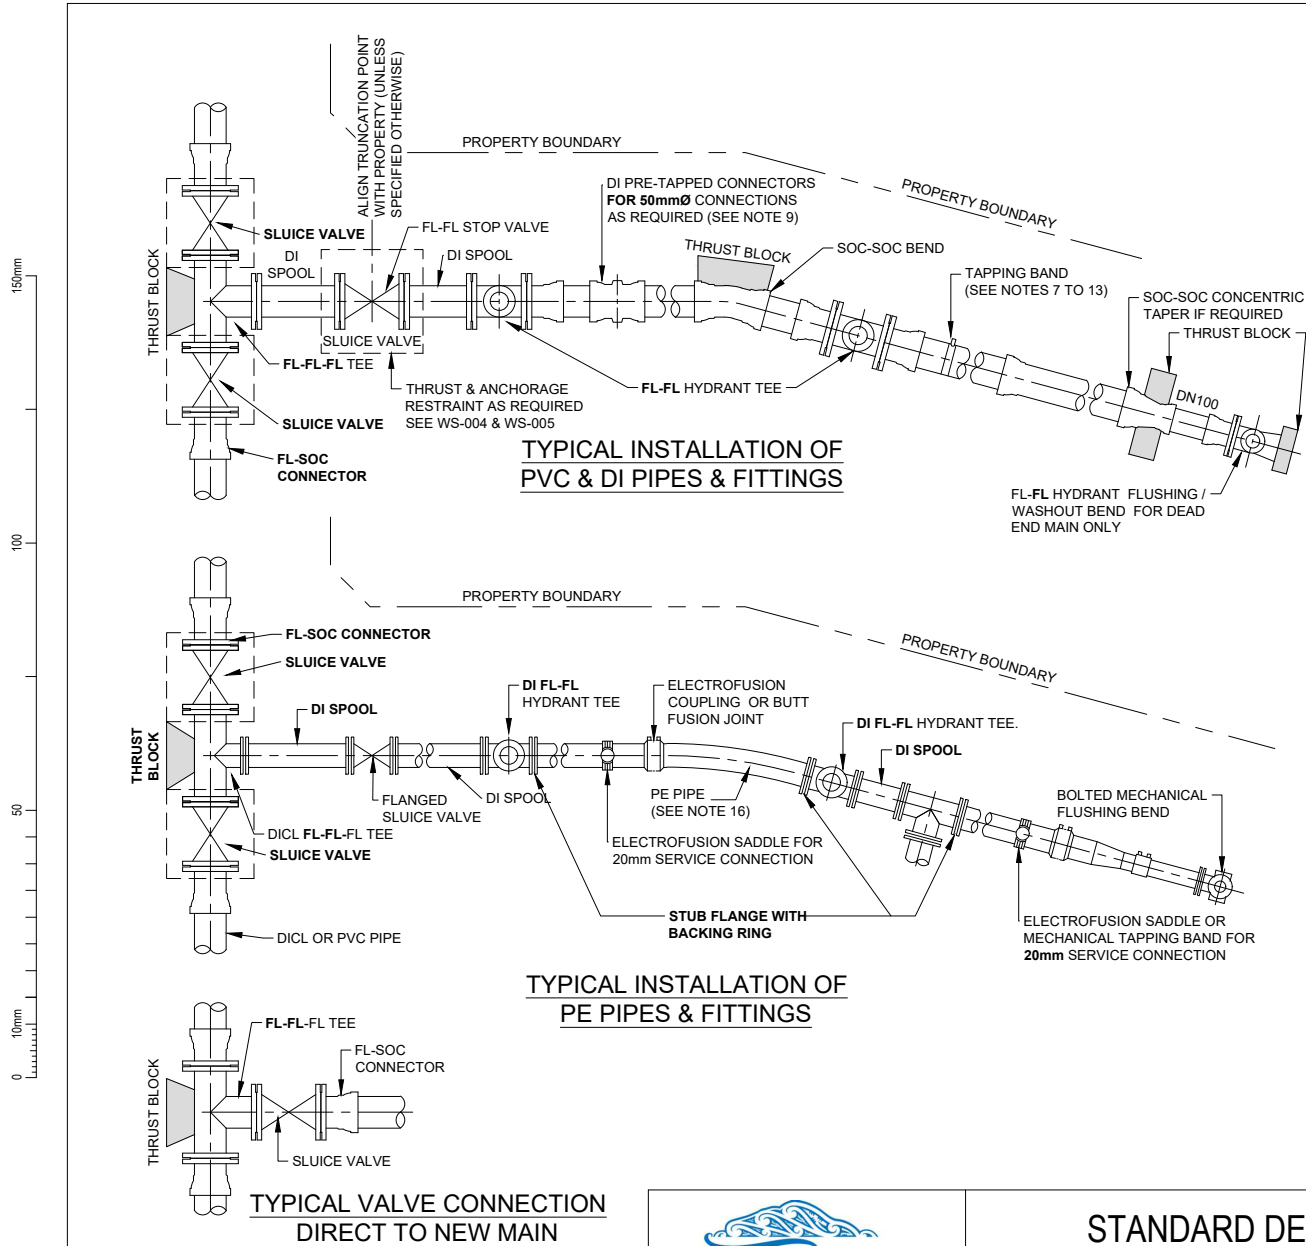 ALIGN TRUNCATION POINT
WITH PROPERTY (UNLESS
SPECIFIED OTHERWISE)
PROPERTY BOUNDARY
PROPERTY BOUNDARY
DI PRE-TAPPED CONNECTORS
FOR 50mmØ CONNECTIONS
AS REQUIRED (SEE NOTE 9)
SLUICE VALVE
FL-FL STOP VALVE
DI
SPOOL
DI SPOOL
THRUST BLOCK
SOC-SOC BEND
THRUST BLOCK
TAPPING BAND
(SEE NOTES 7 TO 13)
SOC-SOC CONCENTRIC
TAPER IF REQUIRED
THRUST BLOCK
150mm
SLUICE VALVE
FL-FL-FL TEE
THRUST & ANCHORAGE
RESTRAINT AS REQUIRED
SEE WS-004 & WS-005
FL-FL HYDRANT TEE
DN100
SLUICE VALVE
FL-SOC
CONNECTOR
TYPICAL INSTALLATION OF
PVC & DI PIPES & FITTINGS
FL-FL HYDRANT FLUSHING /
WASHOUT BEND FOR DEAD
END MAIN ONLY
100
PROPERTY BOUNDARY
PROPERTY BOUNDARY
FL-SOC CONNECTOR
SLUICE VALVE
DI SPOOL
DI FL-FL
HYDRANT TEE
ELECTROFUSION
COUPLING OR BUTT
FUSION JOINT
DI FL-FL HYDRANT TEE.
DI SPOOL
THRUST
BLOCK
FLANGED
SLUICE VALVE
DI SPOOL
PE PIPE
(SEE NOTE 16)
BOLTED MECHANICAL
FLUSHING BEND
50
DICL FL-FL-FL TEE
SLUICE VALVE
ELECTROFUSION SADDLE FOR
20mm SERVICE CONNECTION
STUB FLANGE WITH
BACKING RING
ELECTROFUSION SADDLE OR
MECHANICAL TAPPING BAND FOR
20mm SERVICE CONNECTION
DICL OR PVC PIPE
TYPICAL INSTALLATION OF
PE PIPES & FITTINGS
10mm
0
FL-FL-FL TEE
FL-SOC
CONNECTOR
THRUST BLOCK
SLUICE VALVE
TYPICAL VALVE CONNECTION
DIRECT TO NEW MAIN
STANDARD DE